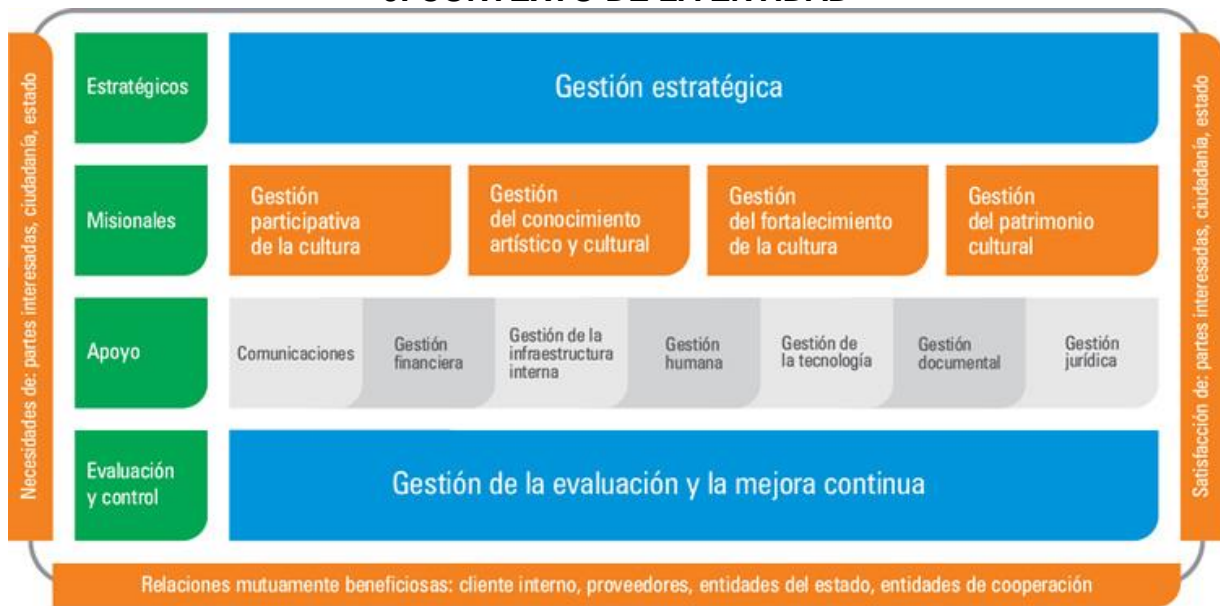 Necesidades de: partes interesadas, ciudadanía, estado
Estratégicos
Gestión estratégica
Misionales
Gestión
participativa
de la cultura
Gestión
del conocimiento
artístico y cultural
Gestión
del fortalecimiento
de la cultura
Gestión
del patrimonio
cultural
Apoyo
Comunicaciones
Gestión
financiera
Gestión de la
infraestructura
interna
Gestión
humana
Gestión de
la tecnología
Gestión
documental
Gestión
jurídica
Evaluación
y control
Gestión de la evaluación y la mejora continua
Satisfacción de: partes interesadas, ciudadanía, estado
Relaciones mutuamente beneficiosas: cliente interno, proveedores, entidades del estado, entidades de cooperación